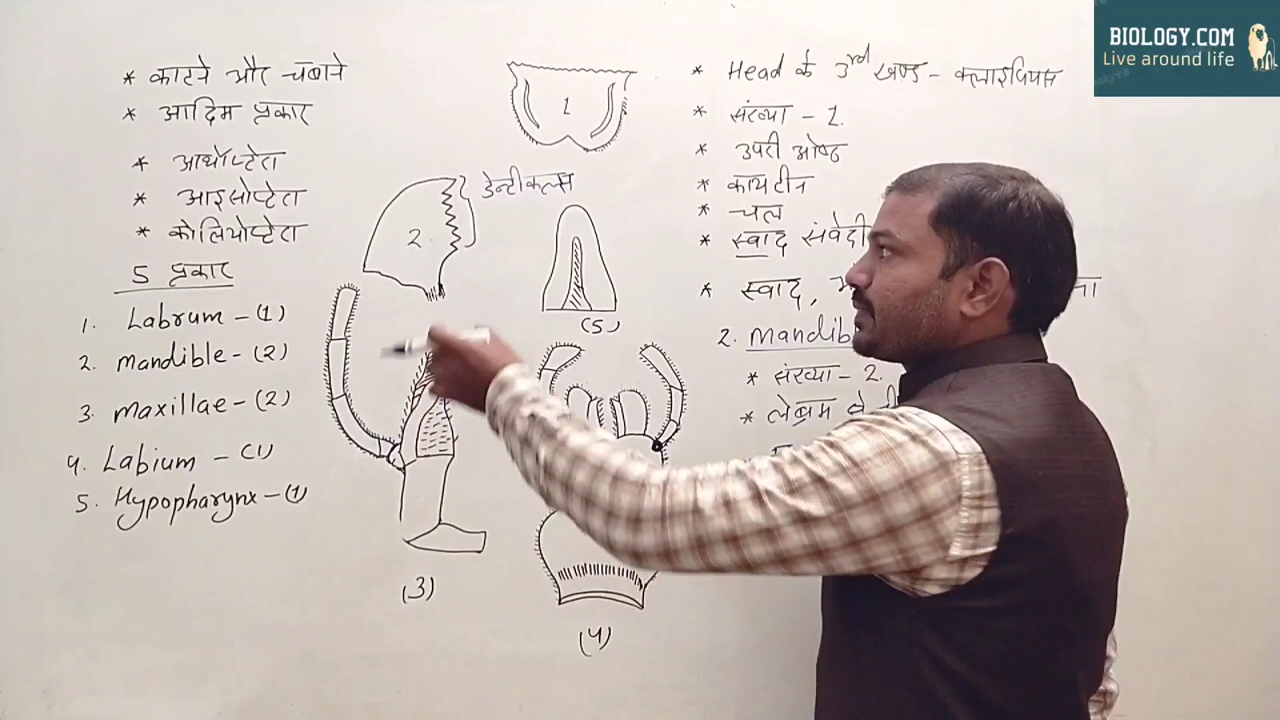 BIOLOGY.COM
Live around life
* काटने और चबाने
* आदिम प्रकार
* आर्थोप्टेरा
* आइसोप्टेरा
* कोलियोप्टेरा
5 प्रकार
1. Labrum - (1)
2. mandible - (2)
3. maxillae - (2)
4. Labium - (1)
5. Hypopharynx - (1)
1
डेन्टीकल्स
2
(5)
(3)
(4)
* Head के 3rd खण्ड - क्लाइपियस
* संख्या - 1.
* उपरी ओष्ठ
* कायटीन
* चल
* स्वाद संवेदी
* स्वाद,
2. mandib
* संख्या - 2.
* लेब्रम के